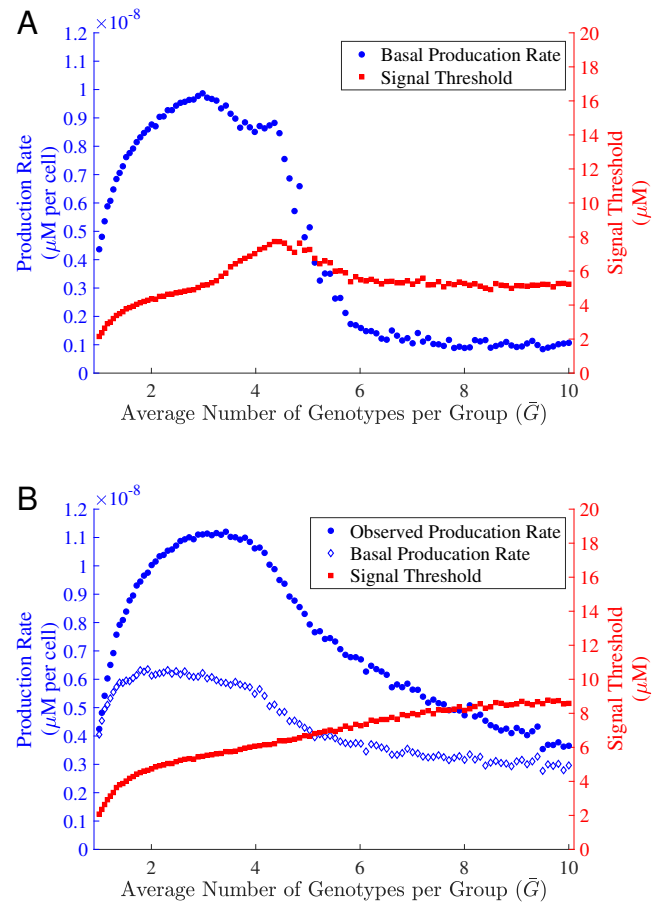 A
×10^-8
1.2
1.1
1
0.9
0.8
0.7
0.6
0.5
0.4
0.3
0.2
0.1
0
Production Rate
(μM per cell)
Basal Producation Rate
Signal Threshold
20
18
16
14
12
10
8
6
4
2
0
Signal Threshold
(μM)
2 4 6 8 10
Average Number of Genotypes per Group (Ḡ)
B
×10^-8
1.2
1.1
1
0.9
0.8
0.7
0.6
0.5
0.4
0.3
0.2
0.1
0
Production Rate
(μM per cell)
Observed Producation Rate
Basal Producation Rate
Signal Threshold
20
18
16
14
12
10
8
6
4
2
0
Signal Threshold
(μM)
2 4 6 8 10
Average Number of Genotypes per Group (Ḡ)